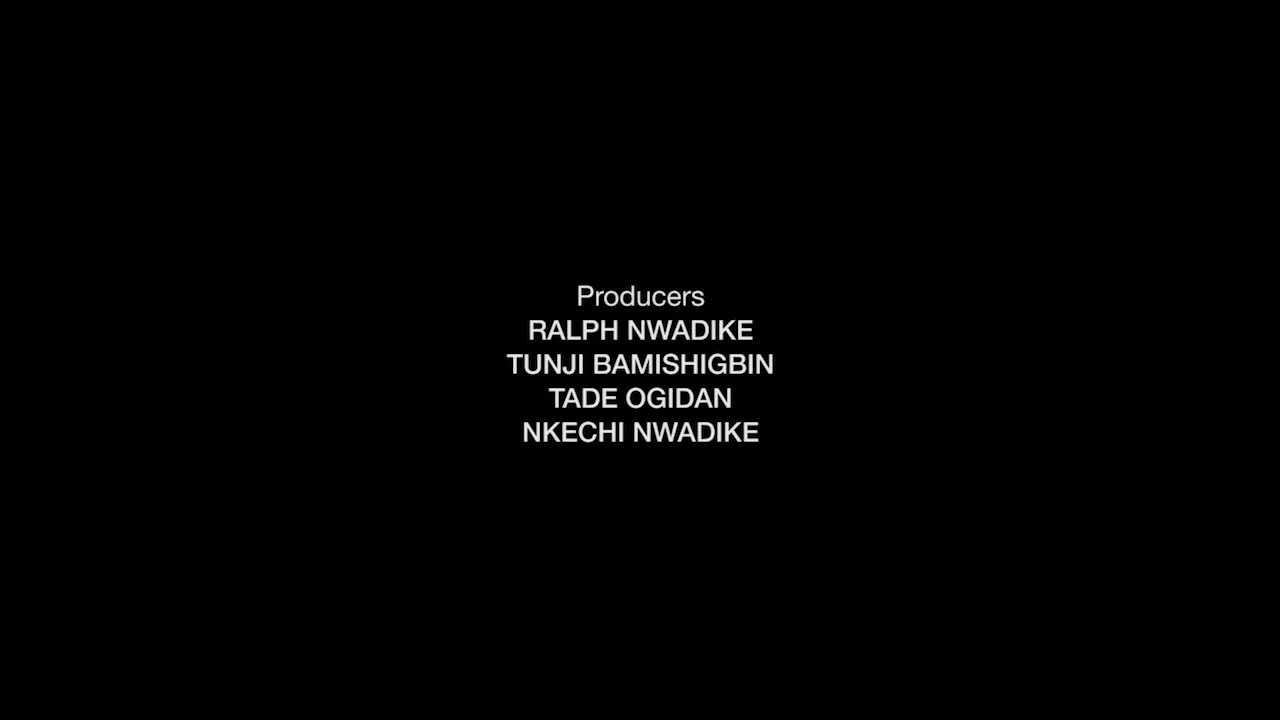 Producers
RALPH NWADIKE
TUNJI BAMISHIGBIN
TADE OGIDAN
NKECHI NWADIKE